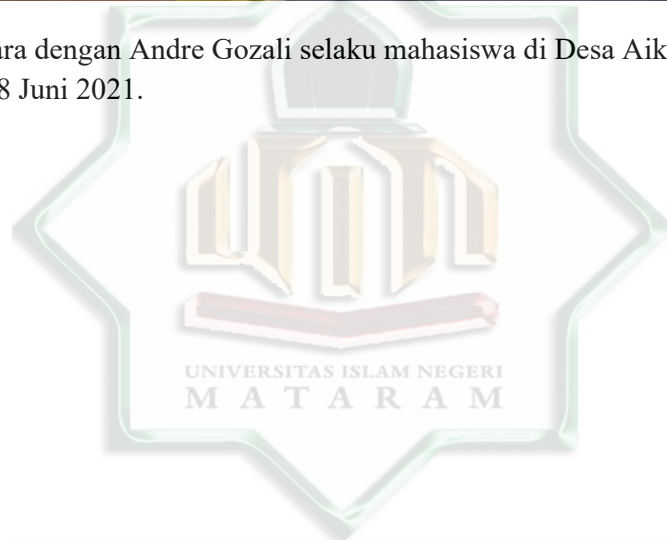 ara dengan Andre Gozali selaku mahasiswa di Desa Aik
8 Juni 2021.
UNIVERSITAS ISLAM NEGERI
MATARAM